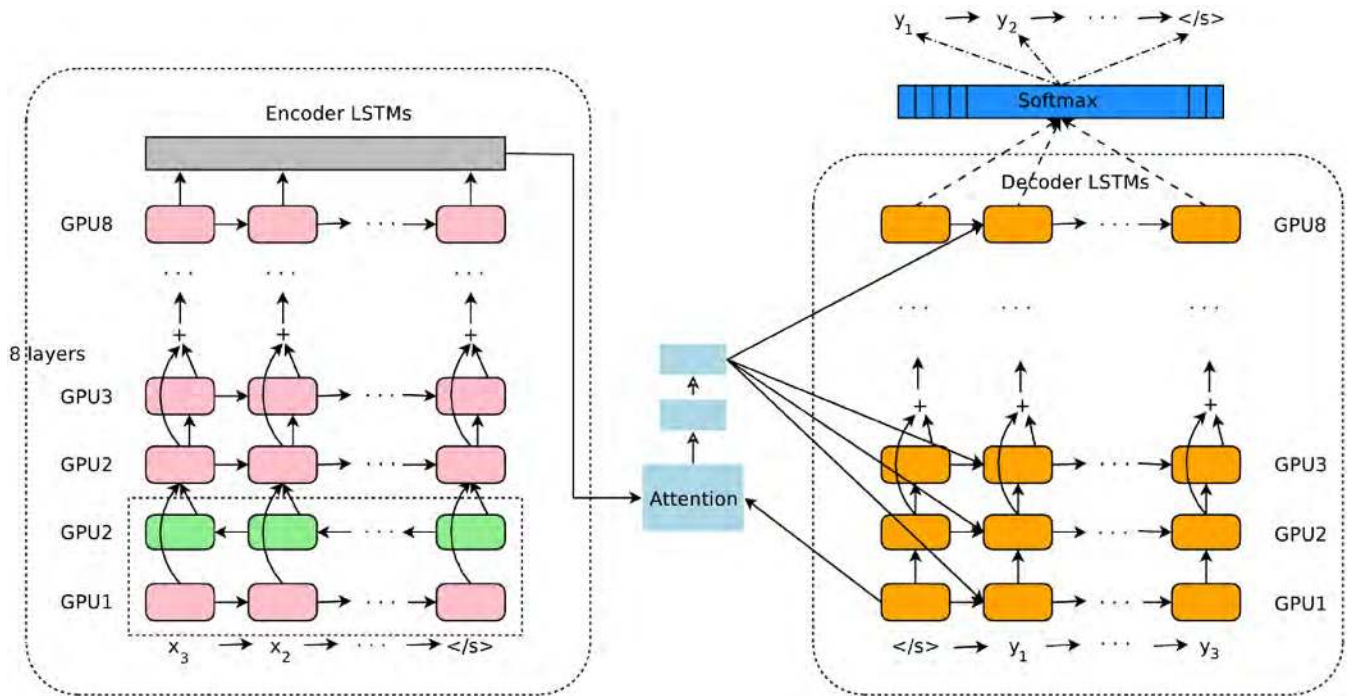 y1 y2 . . . </s>
Softmax
Encoder LSTMs
Decoder LSTMs
GPU8 . . .
. . . GPU8
. . . . . . . . .
. . . . . . . . .
+ + +
8 layers
GPU3 . . .
+ + +
GPU2 . . .
. . . GPU3
Attention
GPU2 . . .
. . . GPU2
GPU1 . . .
. . . GPU1
x3 x2 . . . </s>
</s> y1 . . . y3